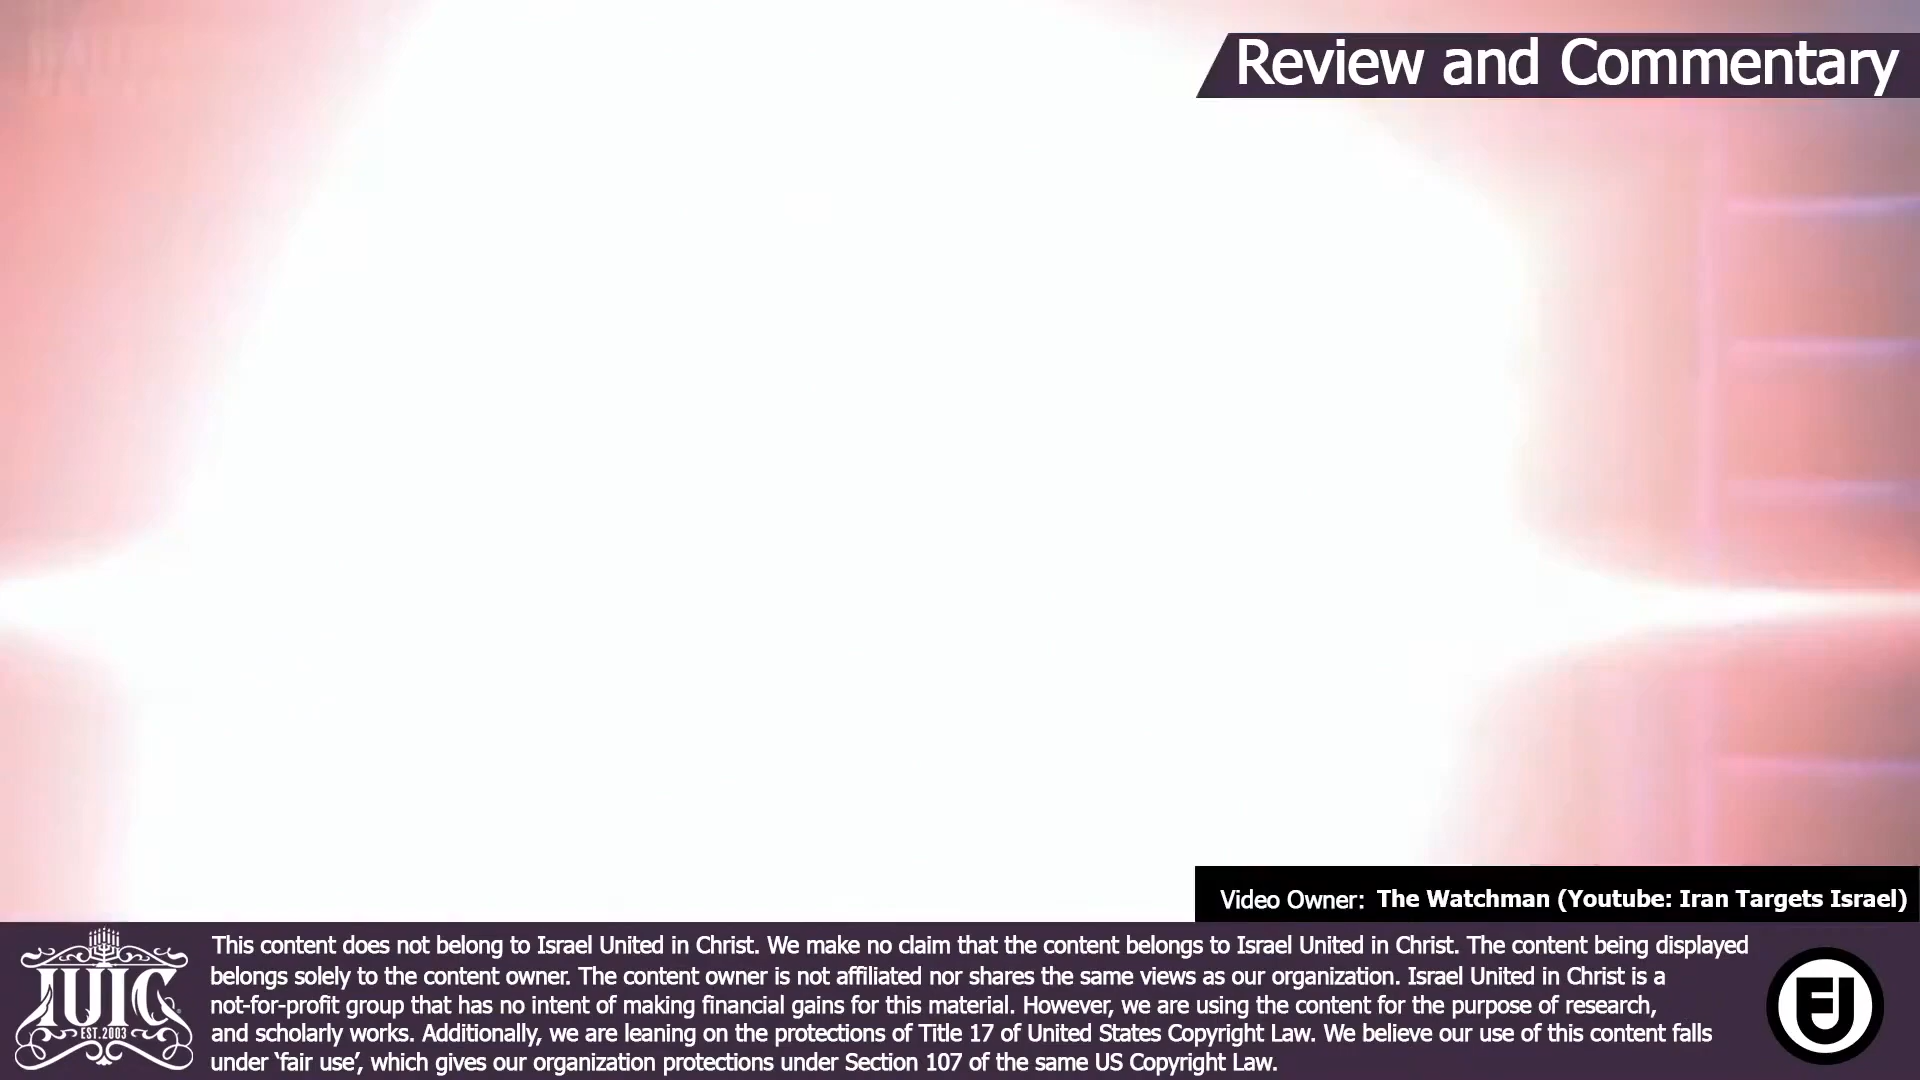 Review and Commentary
Video Owner: The Watchman (Youtube: Iran Targets Israel)
This content does not belong to Israel United in Christ. We make no claim that the content belongs to Israel United in Christ. The content being displayed
belongs solely to the content owner. The content owner is not affiliated nor shares the same views as our organization. Israel United in Christ is a
not-for-profit group that has no intent of making financial gains for this material. However, we are using the content for the purpose of research,
and scholarly works. Additionally, we are leaning on the protections of Title 17 of United States Copyright Law. We believe our use of this content falls
under ‘fair use’, which gives our organization protections under Section 107 of the same US Copyright Law.
IUIC
EST. 2003